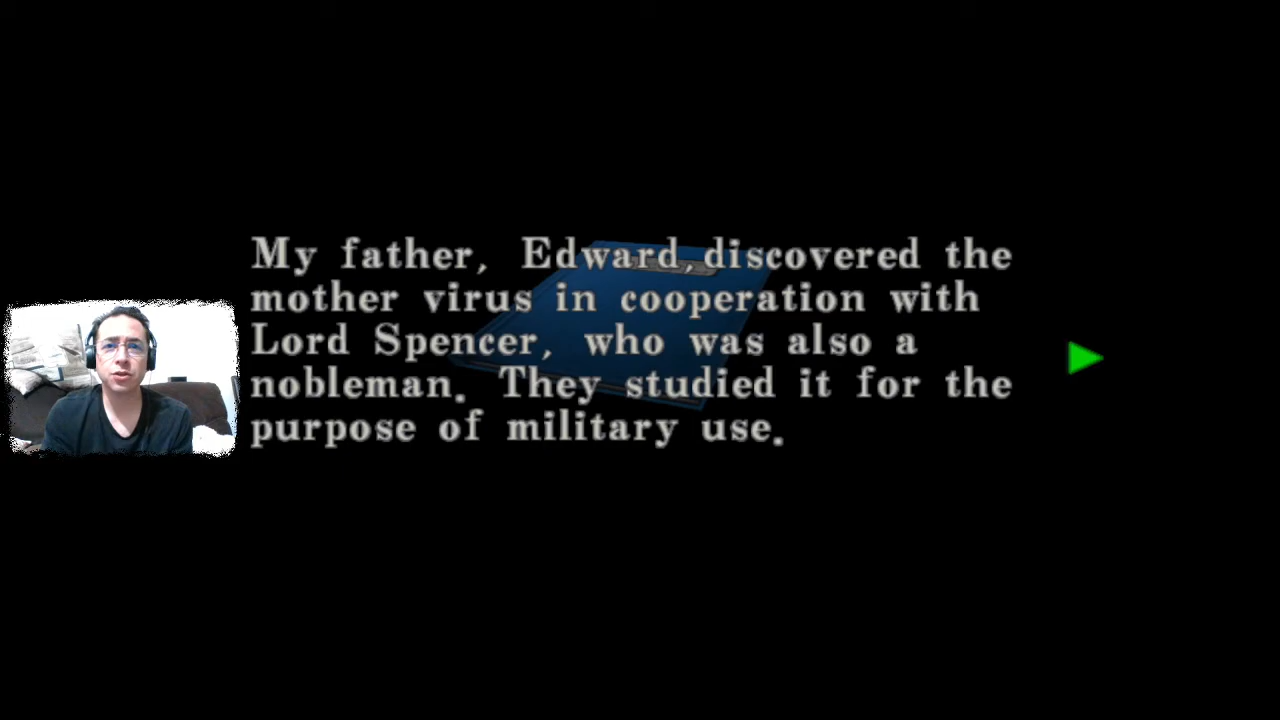 My father, Edward, discovered the
mother virus in cooperation with
Lord Spencer, who was also a
nobleman. They studied it for the
purpose of military use.